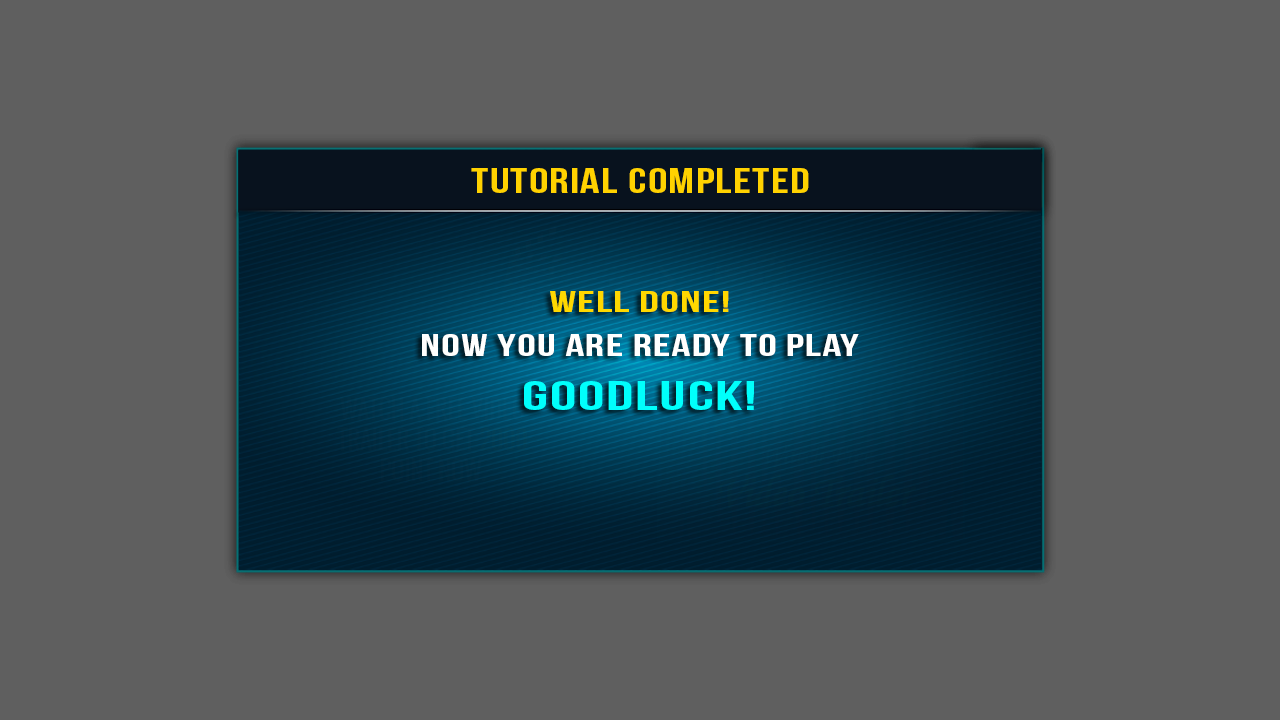 TUTORIAL COMPLETED
WELL DONE!
NOW YOU ARE READY TO PLAY
GOODLUCK!